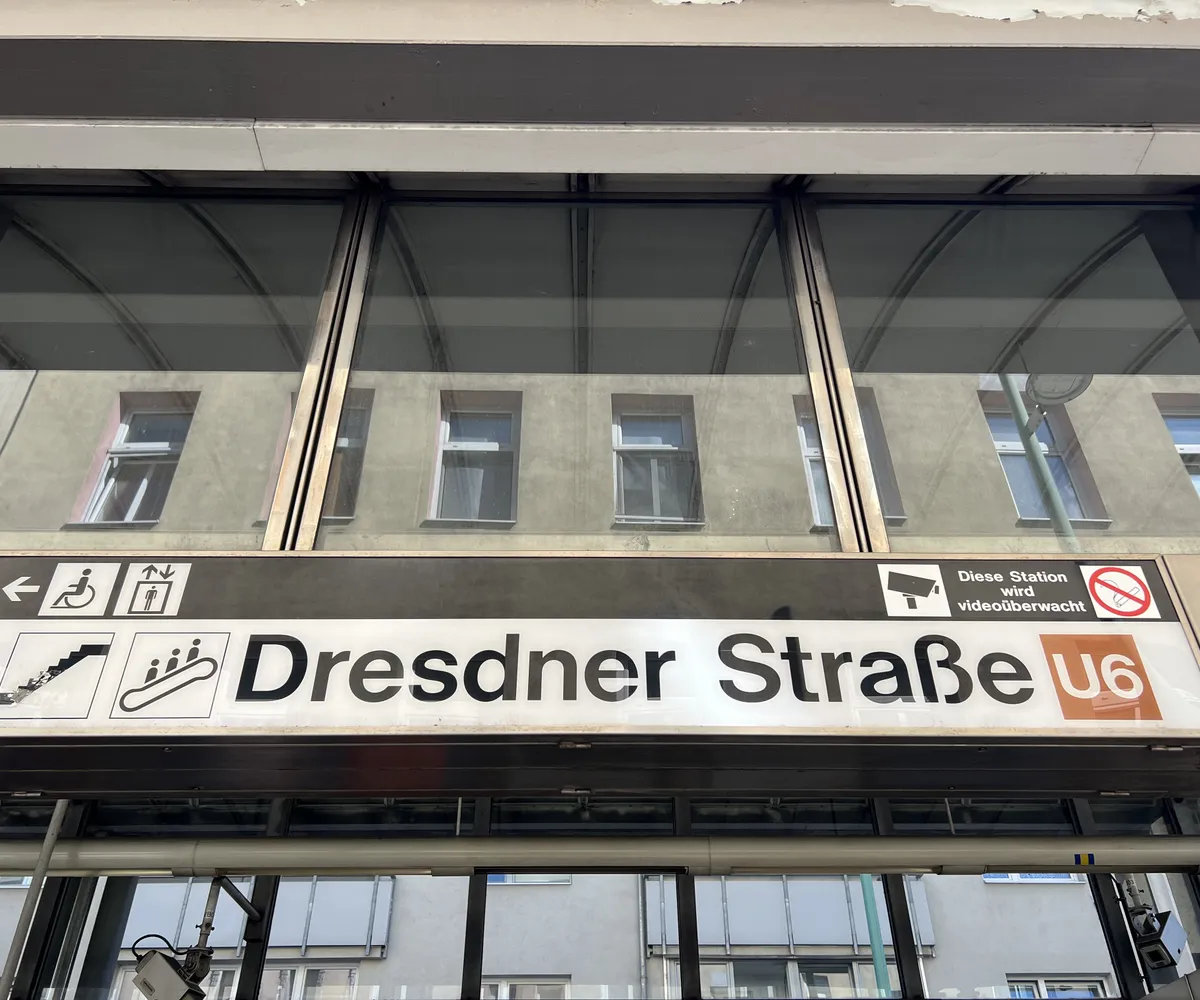 Diese Station
wird
videoüberwacht
Dresdner Straße U6